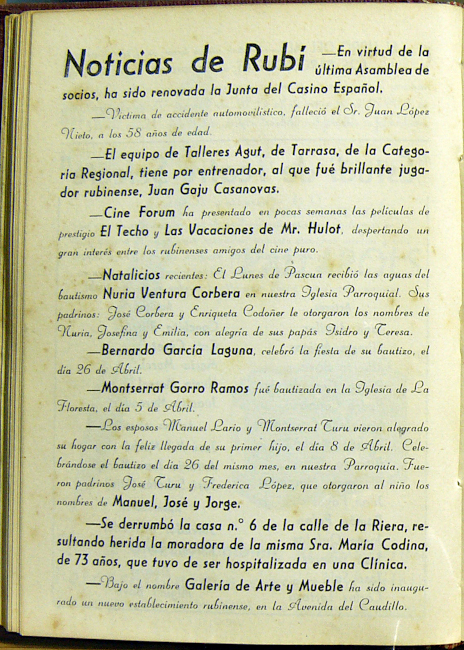 Noticias de Rubí —En virtud de la
última Asamblea de
socios, ha sido renovada la Junta del Casino Español.
—Víctima de accidente automovilístico, falleció el Sr. Juan López
Nieto, a los 58 años de edad.
—El equipo de Talleres Agut, de Tarrasa, de la Catego-
ría Regional, tiene por entrenador, al que fué brillante juga-
dor rubinense, Juan Gaju Casanovas.
—Cine Forum ha presentado en pocas semanas las películas de
prestigio El Techo y Las Vacaciones de Mr. Hulot, despertando un
gran interés entre los rubinenses amigos del cine puro.
—Natalicios recientes: El Lunes de Pascua recibió las aguas del
bautismo Nuria Ventura Corbera en nuestra Iglesia Parroquial. Sus
padrinos: José Corbera y Enriqueta Codoñer le otorgaron los nombres de
Nuria, Josefina y Emilia, con alegría de sus papás Isidro y Teresa.
—Bernardo García Laguna, celebró la fiesta de su bautizo, el
día 26 de Abril.
—Montserrat Gorro Ramos fué bautizada en la Iglesia de La
Floresta, el día 5 de Abril.
—Los esposos Manuel Lario y Montserrat Turu vieron alegrado
su hogar con la feliz llegada de su primer hijo, el día 8 de Abril. Cele-
brándose el bautizo el dia 26 del mismo mes, en nuestra Parroquia. Fue-
ron padrinos José Turu y Frederica López, que otorgaron al niño los
nombres de Manuel, José y Jorge.
—Se derrumbó la casa n.° 6 de la calle de la Riera, re-
sultando herida la moradora de la misma Sra. María Codina,
de 73 años, que tuvo de ser hospitalizada en una Clínica.
—Bajo el nombre Galería de Arte y Mueble ha sido inaugu-
rado un nuevo establecimiento rubinense, en la Avenida del Caudillo.